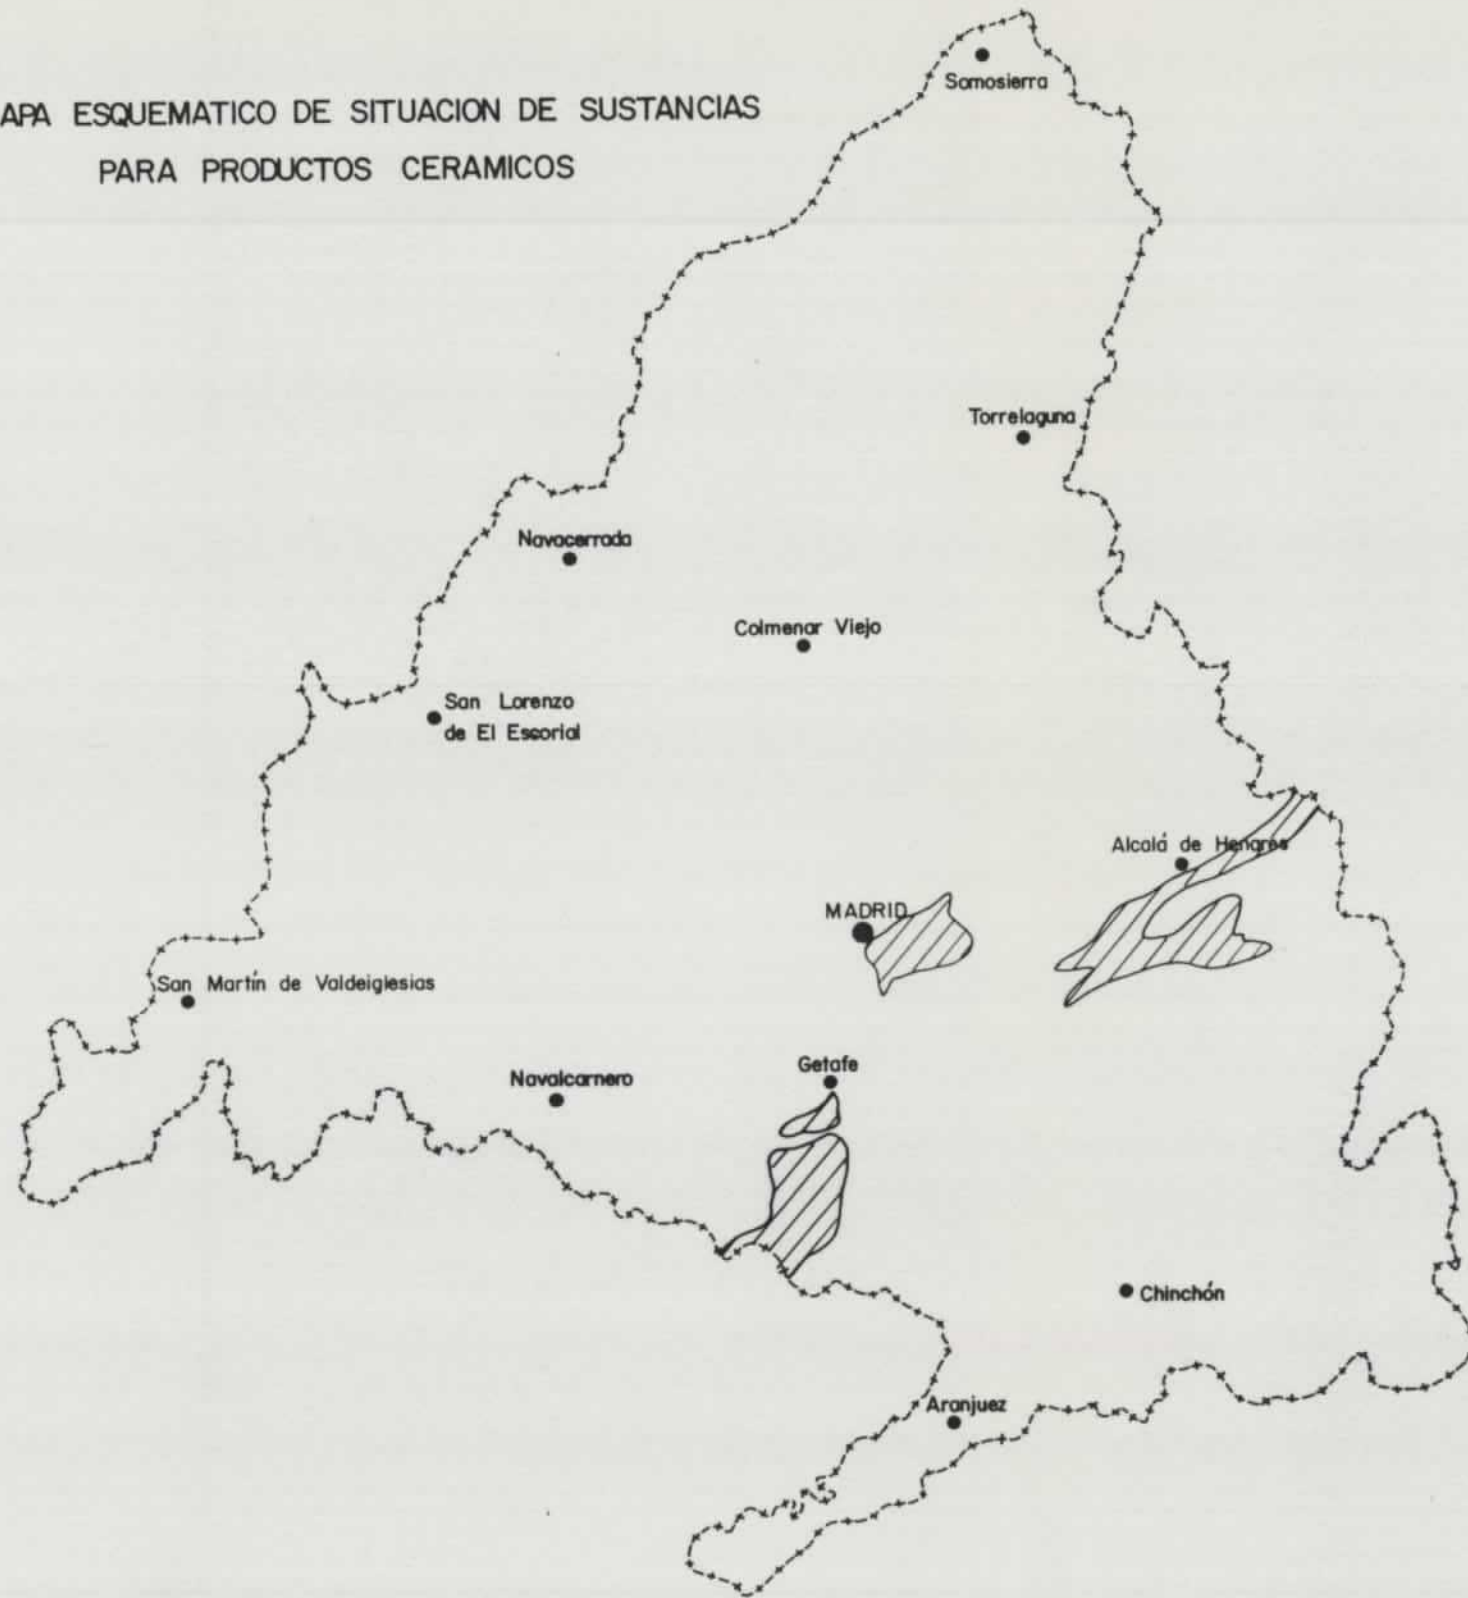 APA ESQUEMATICO DE SITUACION DE SUSTANCIAS
PARA PRODUCTOS CERAMICOS
Somosierra
Torrelaguna
Navacerrada
Colmenar Viejo
San Lorenzo
de El Escorial
Alcalá de Henares
MADRID
San Martín de Valdeiglesias
Getafe
Navalcarnero
Chinchón
Aranjuez